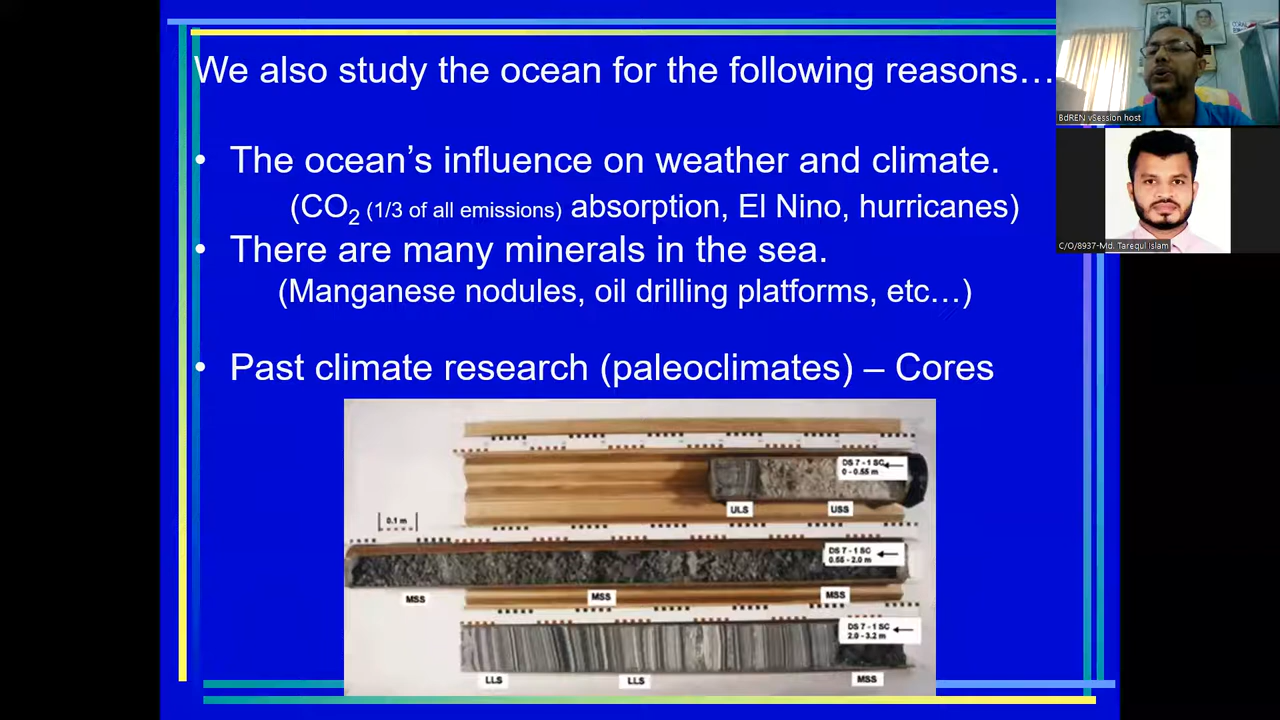 We also study the ocean for the following reasons…
• The ocean’s influence on weather and climate.
(CO2 (1/3 of all emissions) absorption, El Nino, hurricanes)
• There are many minerals in the sea.
(Manganese nodules, oil drilling platforms, etc…)
• Past climate research (paleoclimates) – Cores
DS 7 - 1 SC
0 - 0.55 m
ULS USS
0.1 m
DS 7 - 1 SC
0.55 - 2.0 m
MSS MSS MSS
DS 7 - 1 SC
2.0 - 3.2 m
LLS LLS MSS
BdREN vSession host
C/O/8937-Md. Tarequl Islam